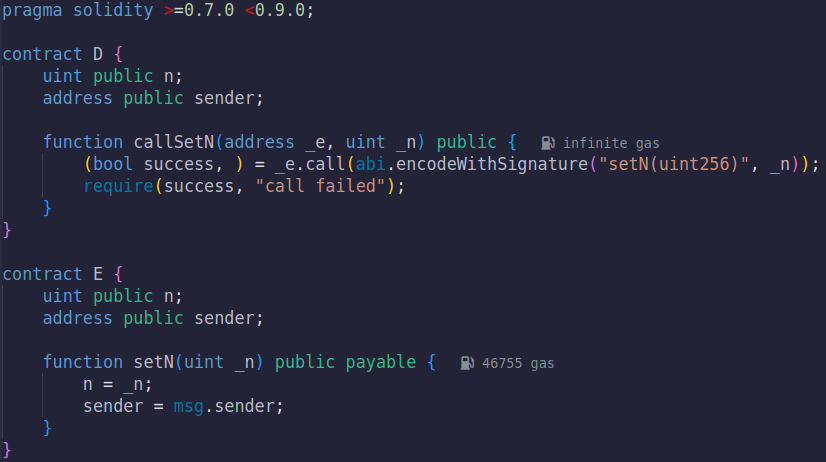 pragma solidity >=0.7.0 <0.9.0;

contract D {
    uint public n;
    address public sender;

    function callSetN(address _e, uint _n) public {   infinite gas
        (bool success, ) = _e.call(abi.encodeWithSignature("setN(uint256)", _n));
        require(success, "call failed");
    }
}

contract E {
    uint public n;
    address public sender;

    function setN(uint _n) public payable {   46755 gas
        n = _n;
        sender = msg.sender;
    }
}